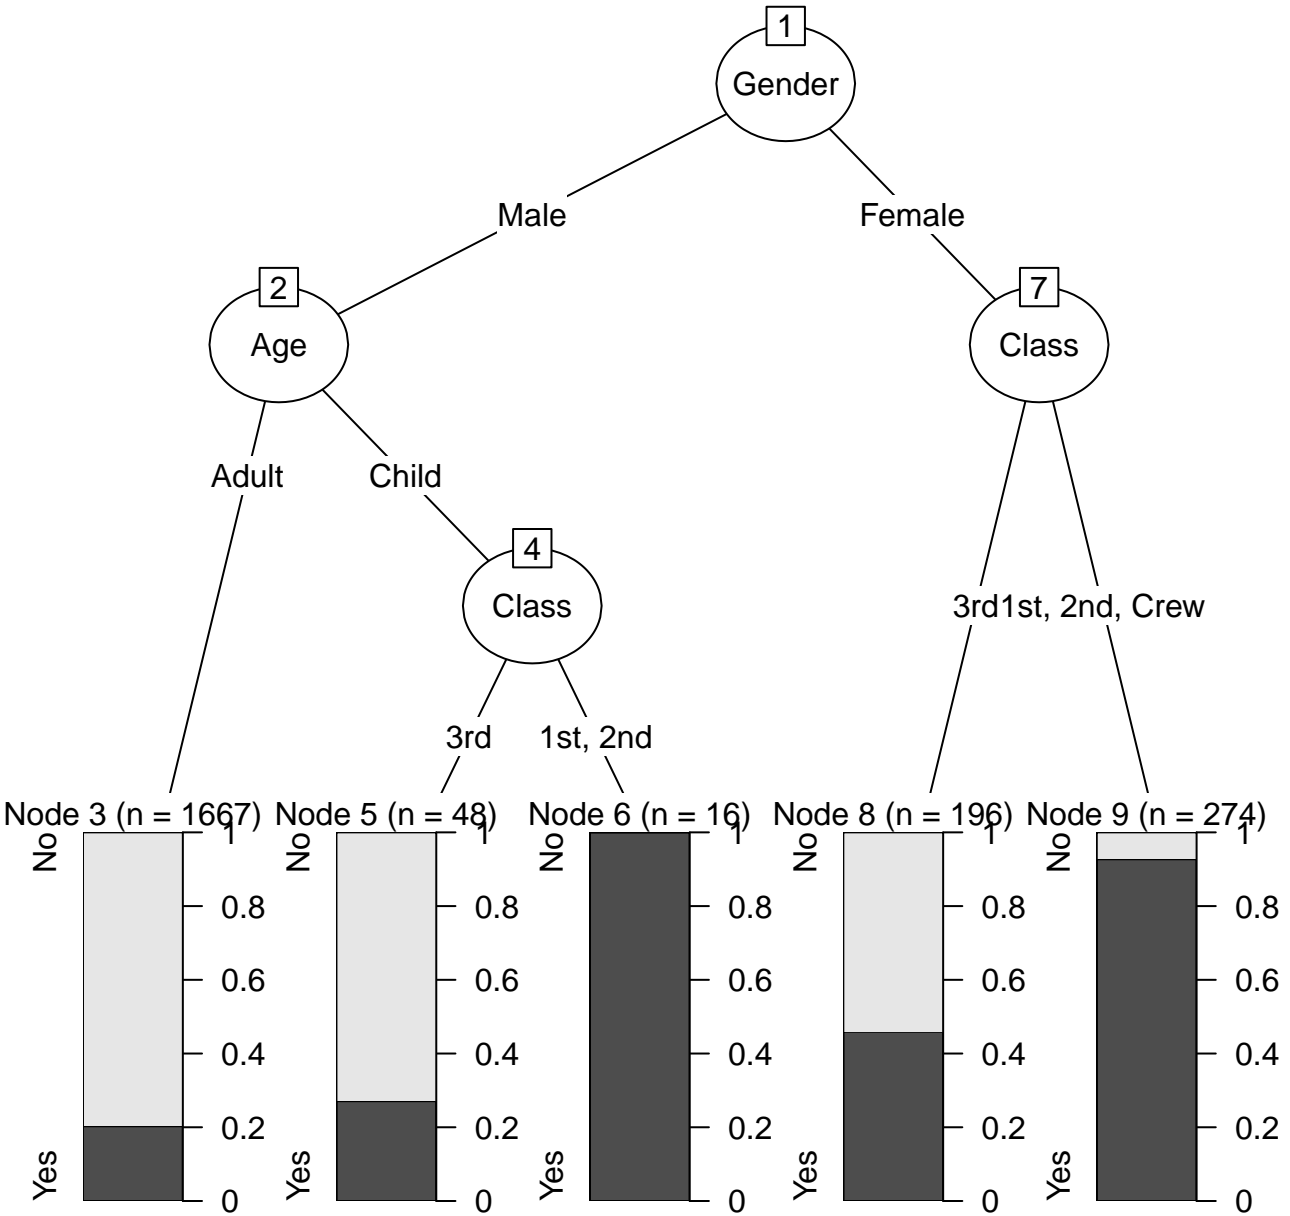 1
Gender
Male
Female
2
Age
7
Class
Adult
Child
4
Class
3rd
1st, 2nd, Crew
3rd
1st, 2nd
Node 3 (n = 1667)
Node 5 (n = 48)
Node 6 (n = 16)
Node 8 (n = 196)
Node 9 (n = 274)
No
Yes
1
0.8
0.6
0.4
0.2
0
No
Yes
1
0.8
0.6
0.4
0.2
0
No
Yes
1
0.8
0.6
0.4
0.2
0
No
Yes
1
0.8
0.6
0.4
0.2
0
No
Yes
1
0.8
0.6
0.4
0.2
0